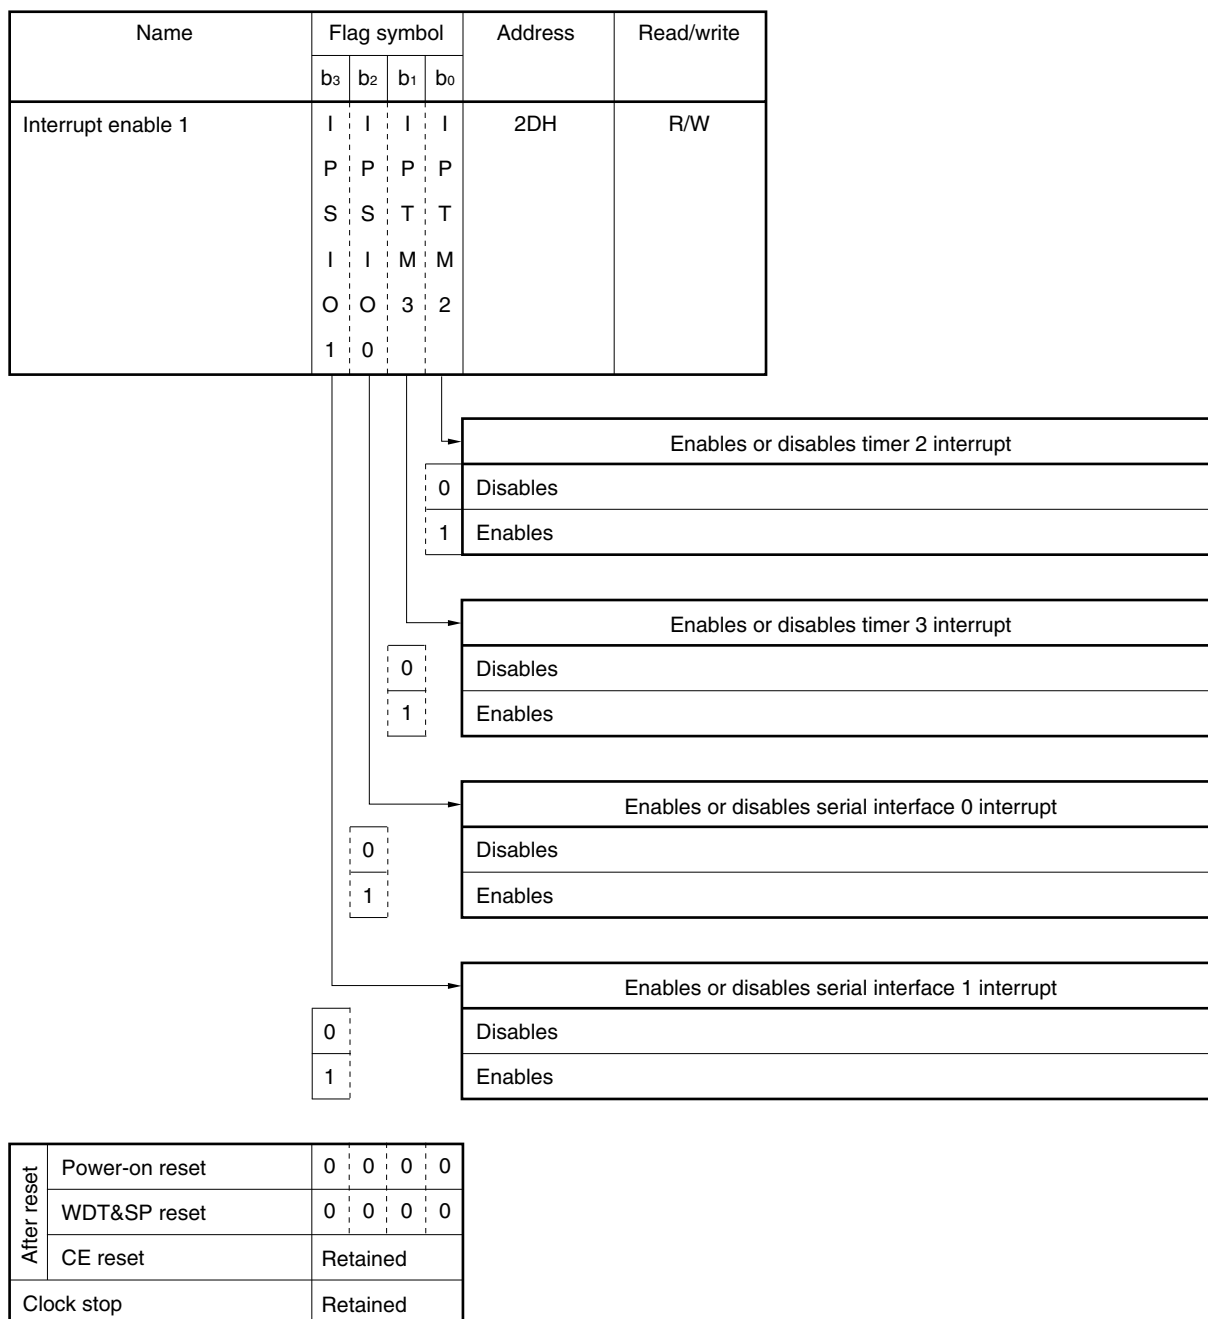 Name Flag symbol Address Read/write
b3 b2 b1 b0
Interrupt enable 1 I I I I 2DH R/W
P P P P
S S T T
I I M M
O O 3 2
1 0
Enables or disables timer 2 interrupt
0 Disables
1 Enables
Enables or disables timer 3 interrupt
0 Disables
1 Enables
Enables or disables serial interface 0 interrupt
0 Disables
1 Enables
Enables or disables serial interface 1 interrupt
0 Disables
1 Enables
After reset
Power-on reset 0 0 0 0
WDT&SP reset 0 0 0 0
CE reset Retained
Clock stop Retained